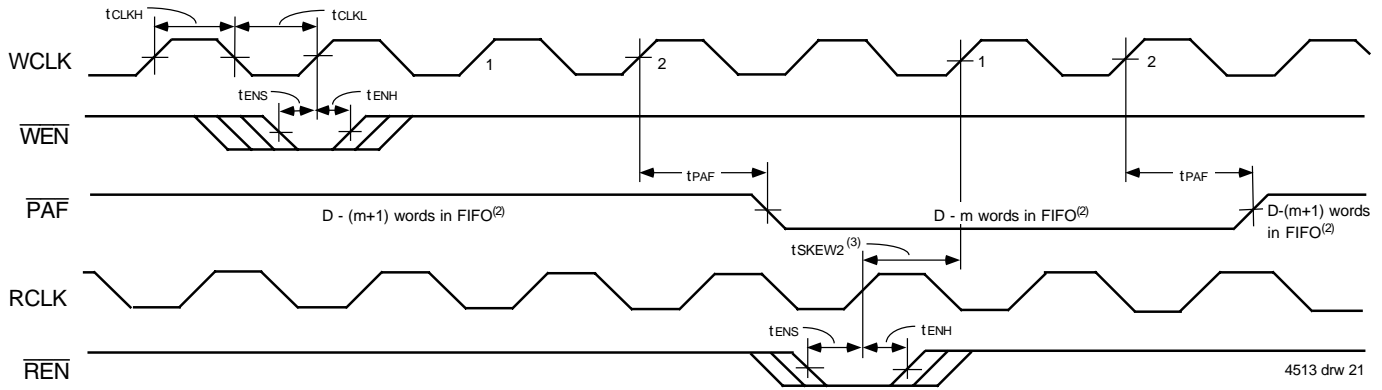 tCLKH
tCLKL
WCLK
1
2
1
2
tENS
tENH
WEN
tPAF
tPAF
PAF
D - (m+1) words in FIFO(2)
D - m words in FIFO(2)
D-(m+1) words
in FIFO(2)
tSKEW2(3)
RCLK
tENS
tENH
REN
4513 drw 21